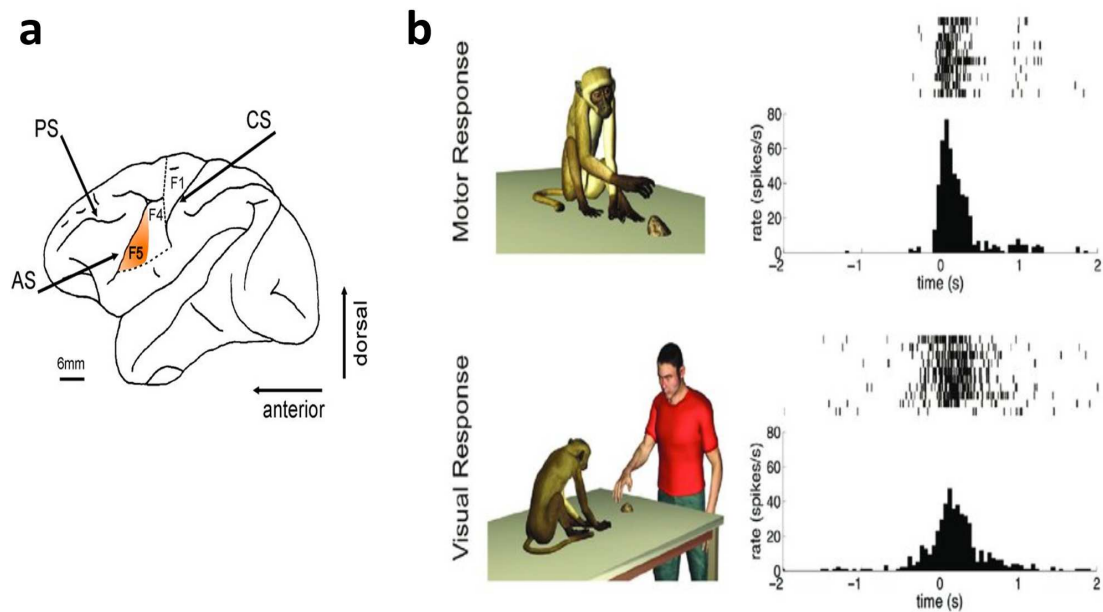 a
PS
CS
F1
F4
F5
AS
6mm
dorsal
anterior
b
Motor Response
rate (spikes/s)
80
60
40
20
0
−2
−1
0
1
2
time (s)
Visual Response
rate (spikes/s)
80
60
40
20
0
−2
−1
0
1
2
time (s)